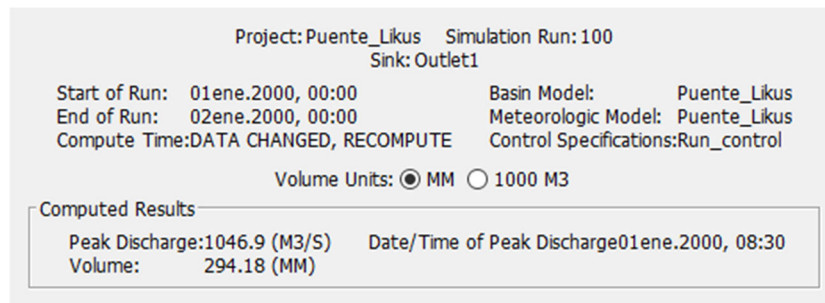 Project: Puente_Likus Simulation Run: 100
Sink: Outlet1
Start of Run: 01ene.2000, 00:00 Basin Model: Puente_Likus
End of Run: 02ene.2000, 00:00 Meteorologic Model: Puente_Likus
Compute Time:DATA CHANGED, RECOMPUTE Control Specifications:Run_control
Volume Units: MM 1000 M3
Computed Results
Peak Discharge:1046.9 (M3/S) Date/Time of Peak Discharge01ene.2000, 08:30
Volume: 294.18 (MM)